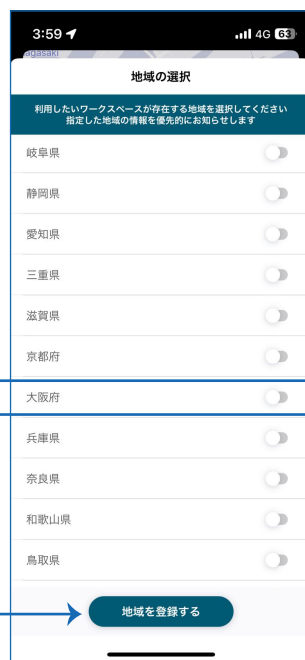 3:59
4G 63
agasaki
地域の選択
利用したいワークスペースが存在する地域を選択してください
指定した地域の情報を優先的にお知らせします
岐阜県
静岡県
愛知県
三重県
滋賀県
京都府
大阪府
兵庫県
奈良県
和歌山県
鳥取県
地域を登録する